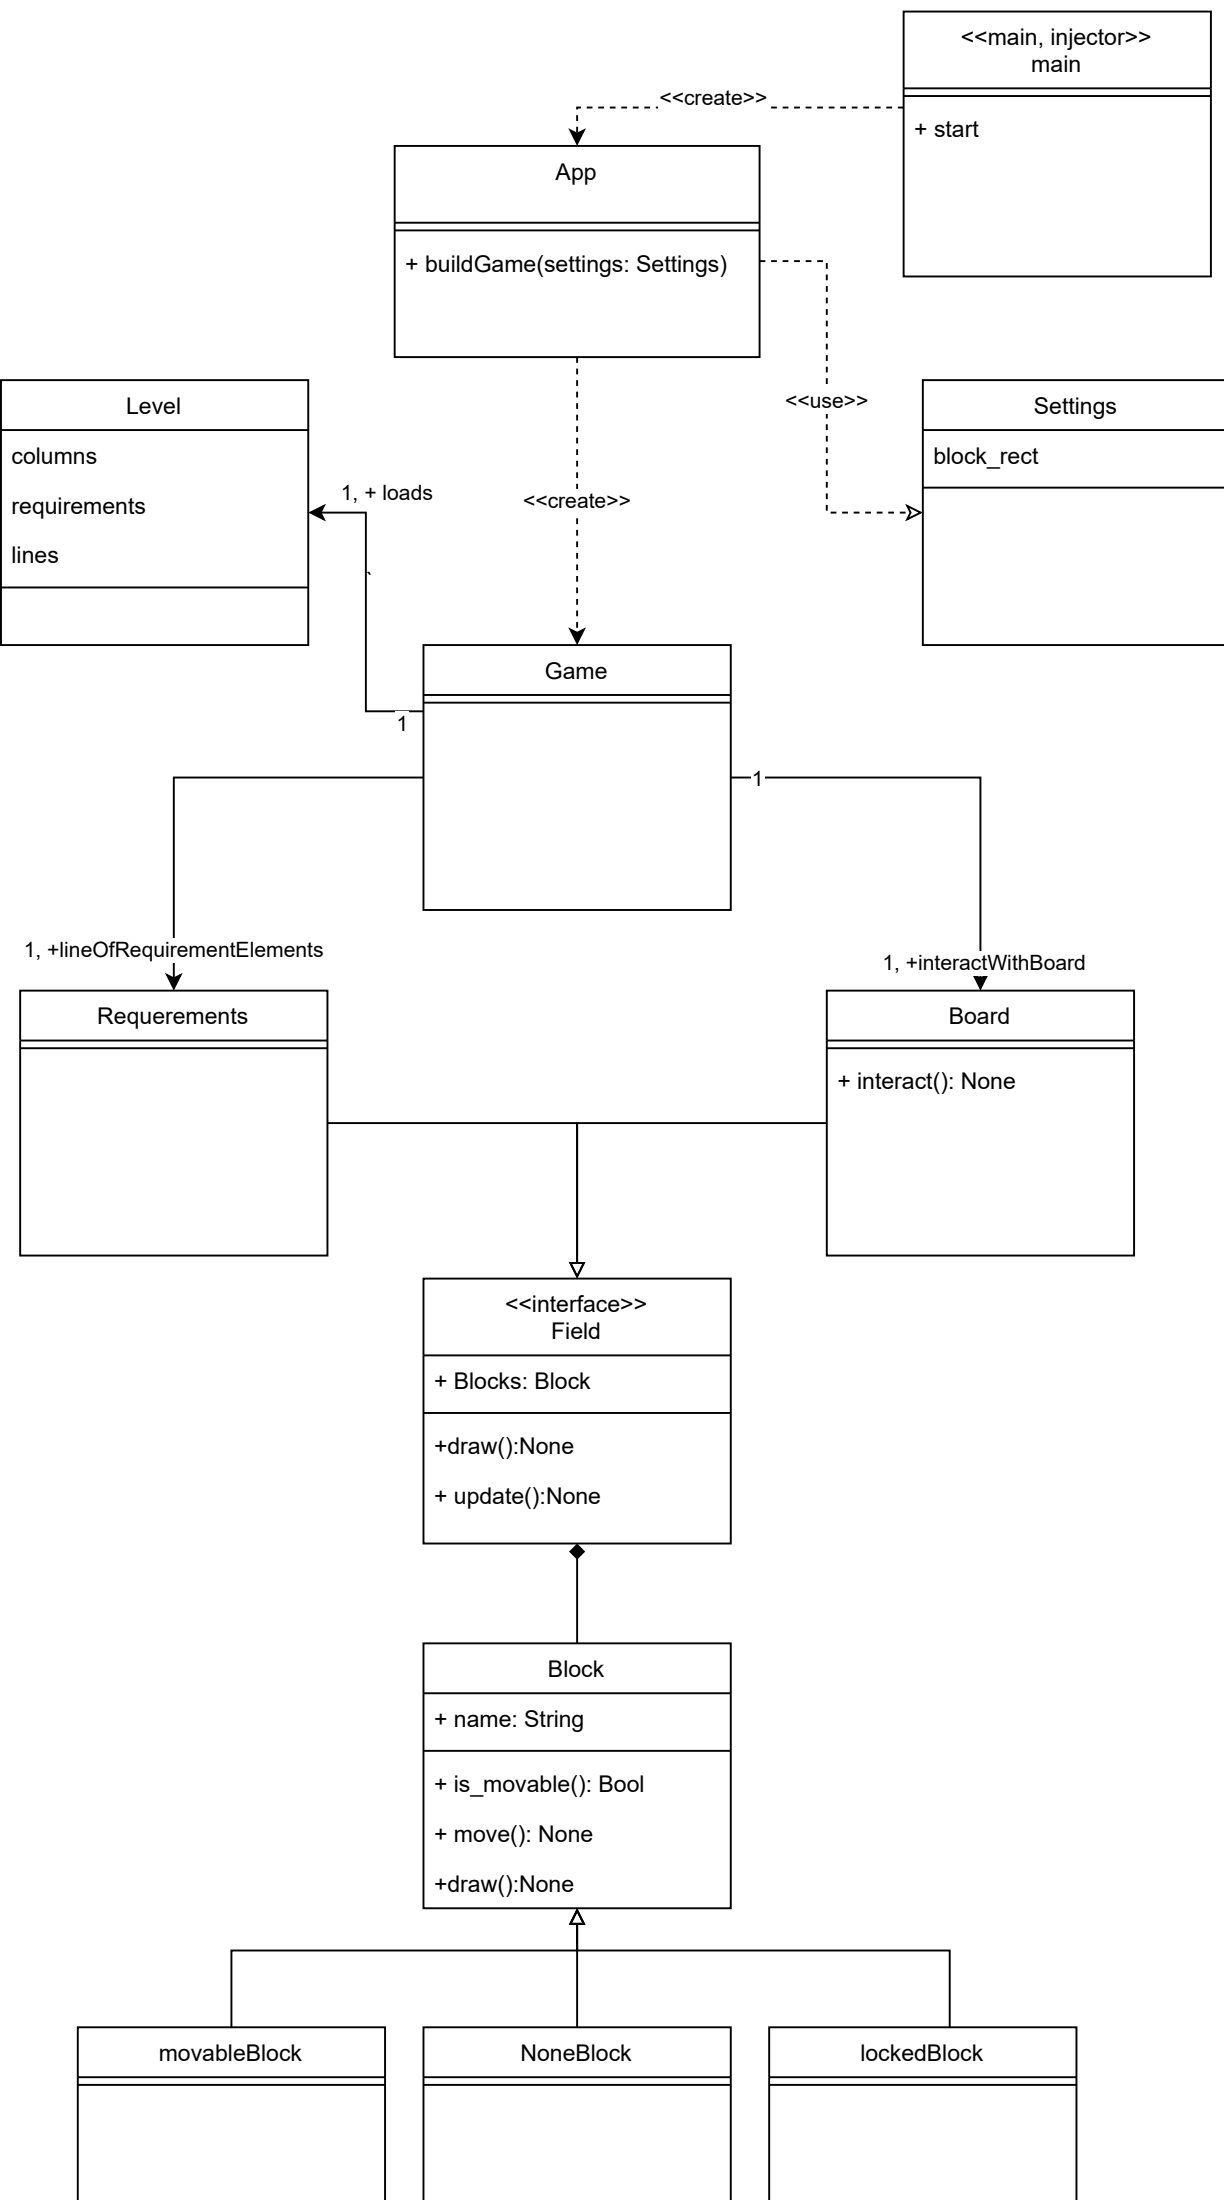 <<main, injector>>
main
+ start
<<create>>
App
+ buildGame(settings: Settings)
<<use>>
Level
columns
requirements
lines
Settings
block_rect
1, + loads
<<create>>
`
Game
1
1
1, +lineOfRequirementElements
1, +interactWithBoard
Requerements
Board
+ interact(): None
<<interface>>
Field
+ Blocks: Block
+draw():None
+ update():None
Block
+ name: String
+ is_movable(): Bool
+ move(): None
+draw():None
movableBlock
NoneBlock
lockedBlock